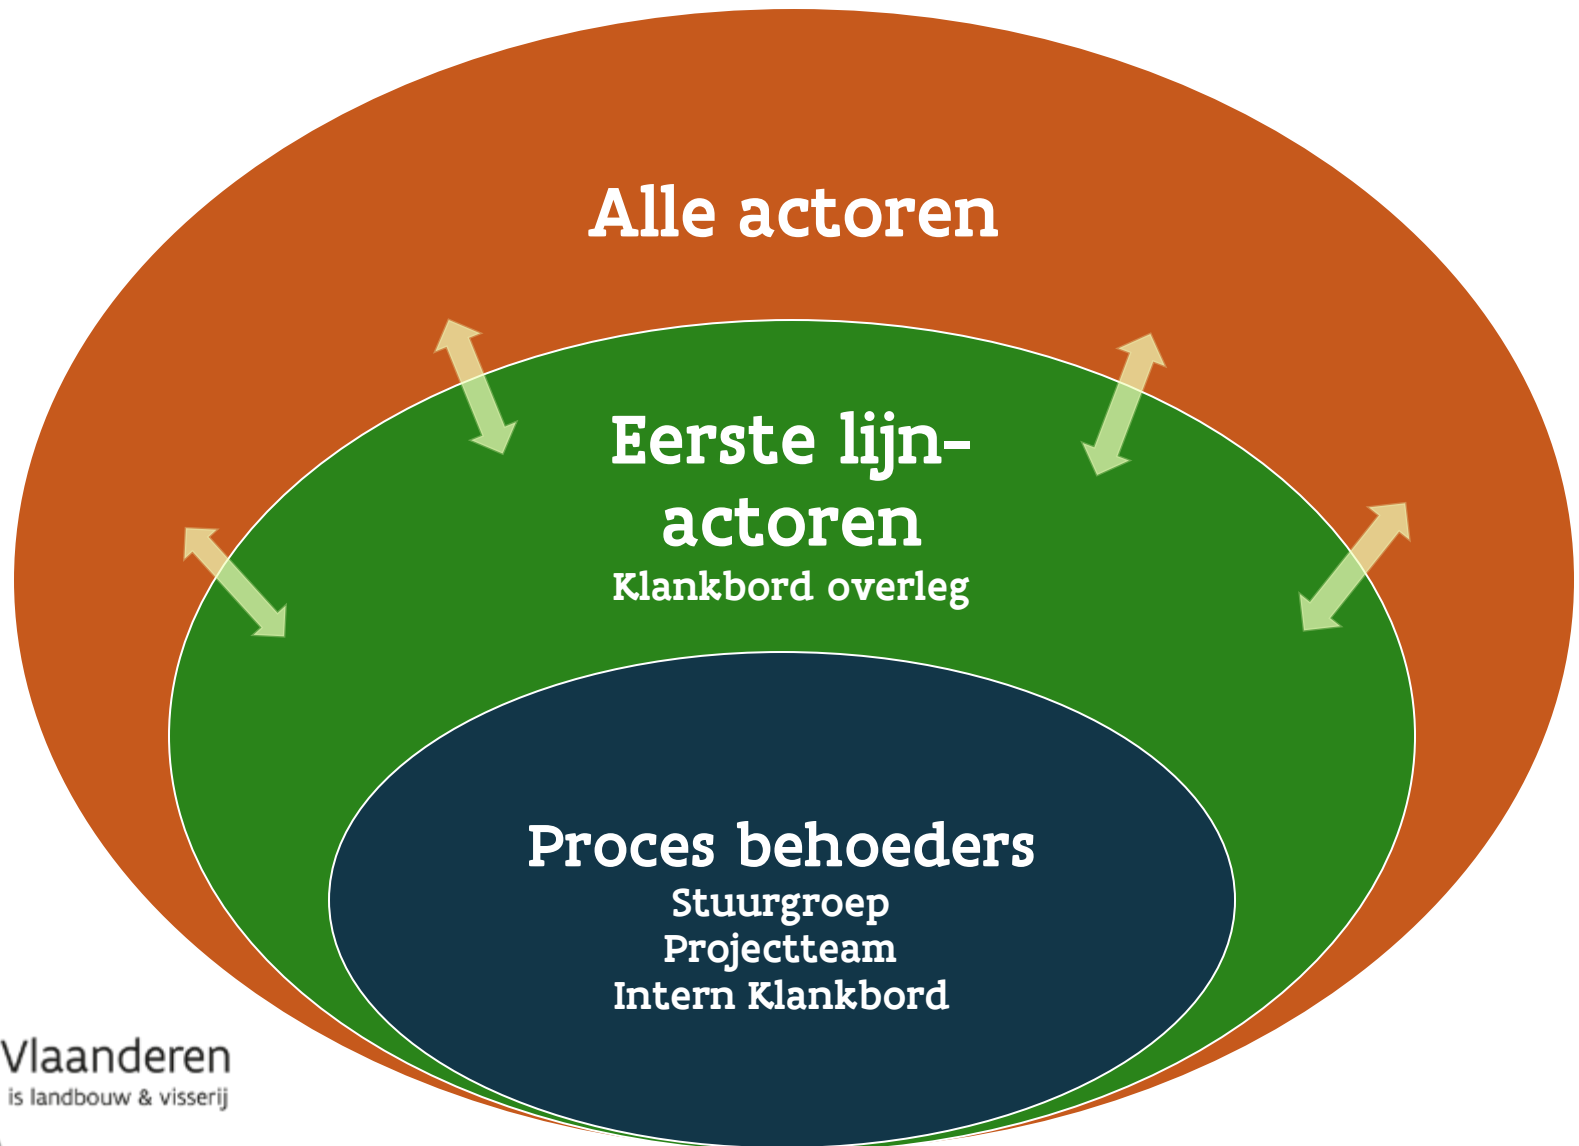 Alle actoren
Eerste lijn-
actoren
Klankbord overleg
Proces behoeders
Stuurgroep
Projectteam
Intern Klankbord
Vlaanderen
is landbouw & visserij